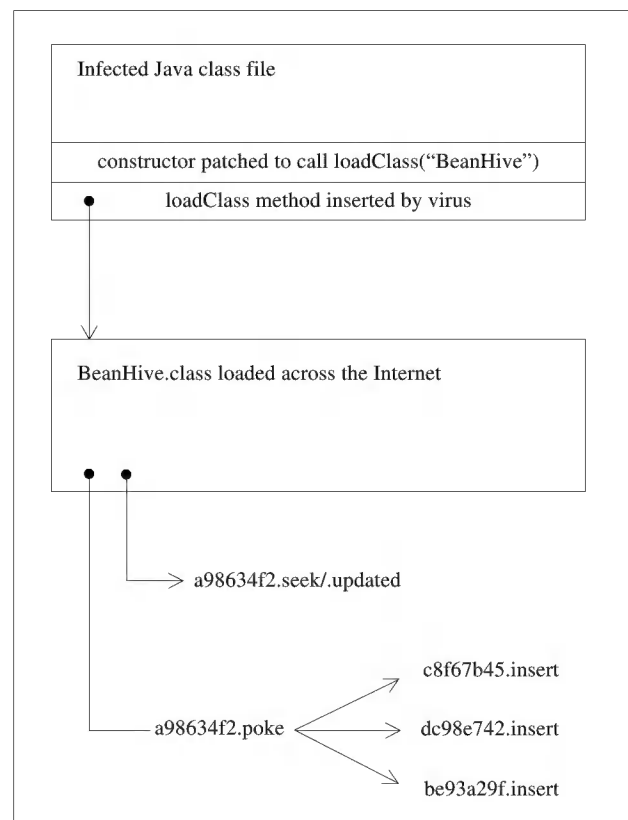 Infected Java class file
constructor patched to call loadClass(“BeanHive”)
loadClass method inserted by virus
BeanHive.class loaded across the Internet
a98634f2.seek/.updated
c8f67b45.insert
a98634f2.poke
dc98e742.insert
be93a29f.insert